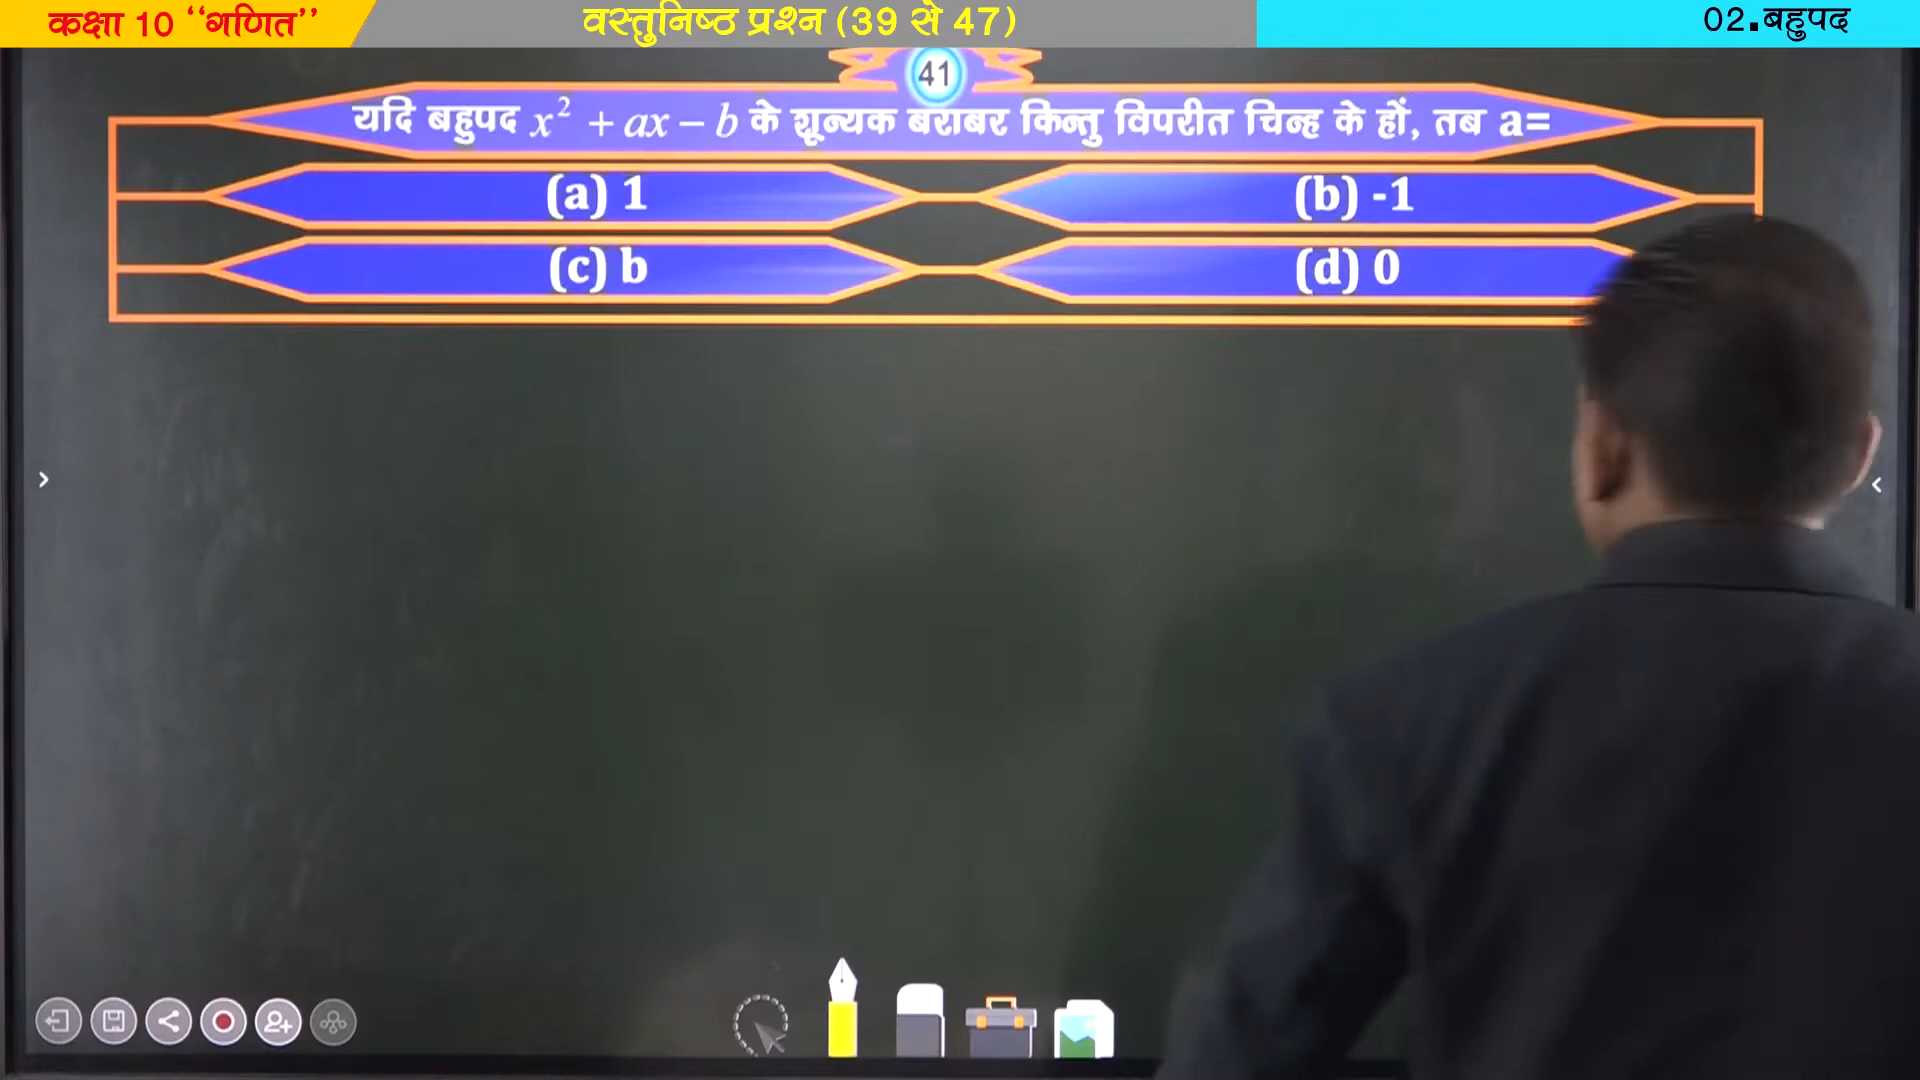 कक्षा 10 ‘‘गणित’’
वस्तुनिष्ठ प्रश्न (39 से 47)
02.बहुपद
41
यदि बहुपद x² + ax – b के शून्यक बराबर किन्तु विपरीत चिन्ह के हों, तब a=
(a) 1
(b) -1
(c) b
(d) 0